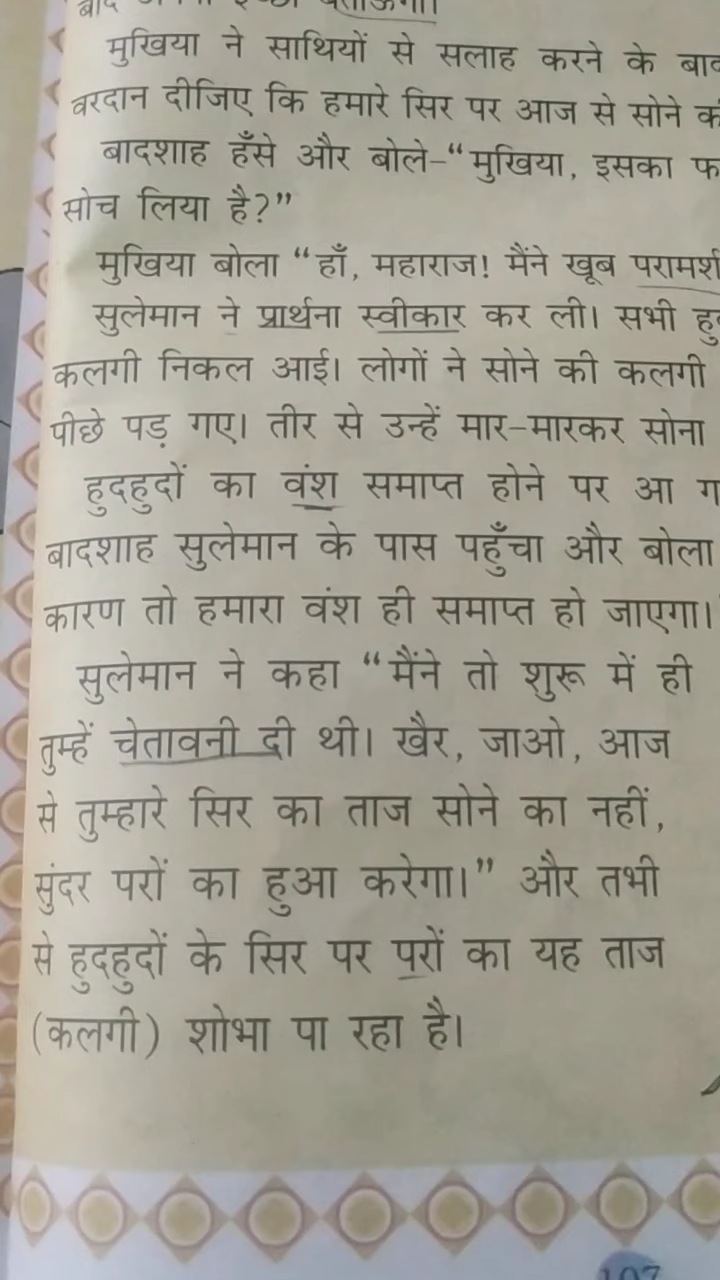 मुखिया ने साथियों से सलाह करने के बाद
वरदान दीजिए कि हमारे सिर पर आज से सोने
बादशाह हँसे और बोले–“मुखिया, इसका
सोच लिया है?”
मुखिया बोला “हाँ, महाराज! मैंने खूब परामर्श
सुलेमान ने प्रार्थना स्वीकार कर ली। सभी
कलगी निकल आई। लोगों ने सोने की कलगी
पीछे पड़ गए। तीर से उन्हें मार-मारकर सोना
हुदहुदों का वंश समाप्त होने पर आ
बादशाह सुलेमान के पास पहुँचा और बोला
कारण तो हमारा वंश ही समाप्त हो जाएगा।
सुलेमान ने कहा “मैंने तो शुरू में ही
तुम्हें चेतावनी दी थी। खैर, जाओ, आज
से तुम्हारे सिर का ताज सोने का नहीं,
सुंदर परों का हुआ करेगा।” और तभी
से हुदहुदों के सिर पर परों का यह ताज
(कलगी) शोभा पा रहा है।